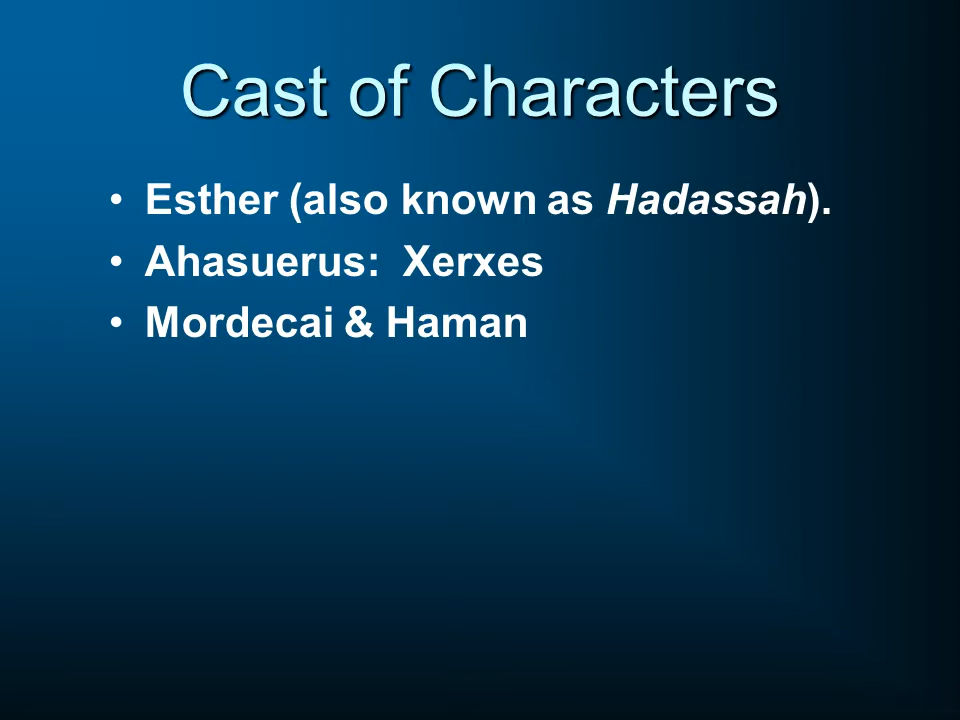 Cast of Characters
• Esther (also known as Hadassah).
• Ahasuerus:  Xerxes
• Mordecai & Haman